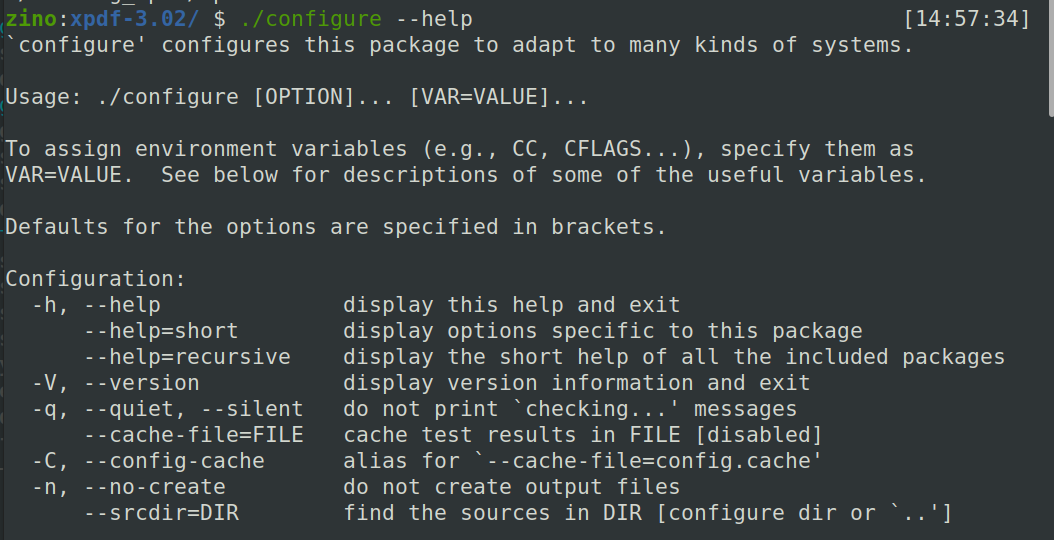 zino:xpdf-3.02/ $ ./configure --help [14:57:34]
`configure' configures this package to adapt to many kinds of systems.

Usage: ./configure [OPTION]... [VAR=VALUE]...

To assign environment variables (e.g., CC, CFLAGS...), specify them as
VAR=VALUE.  See below for descriptions of some of the useful variables.

Defaults for the options are specified in brackets.

Configuration:
  -h, --help              display this help and exit
      --help=short        display options specific to this package
      --help=recursive    display the short help of all the included packages
  -V, --version           display version information and exit
  -q, --quiet, --silent   do not print `checking...' messages
      --cache-file=FILE   cache test results in FILE [disabled]
  -C, --config-cache      alias for `--cache-file=config.cache'
  -n, --no-create         do not create output files
      --srcdir=DIR        find the sources in DIR [configure dir or `..']